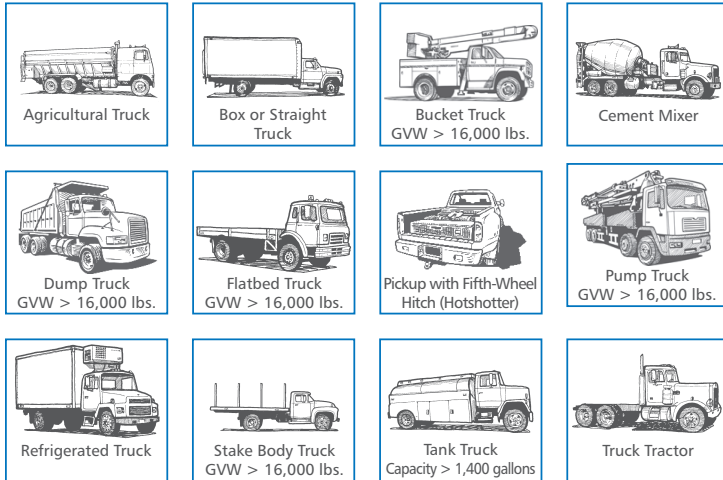 Agricultural Truck
Box or Straight
Truck
Bucket Truck
GVW > 16,000 lbs.
Cement Mixer
Dump Truck
GVW > 16,000 lbs.
Flatbed Truck
GVW > 16,000 lbs.
Pickup with Fifth-Wheel
Hitch (Hotshotter)
Pump Truck
GVW > 16,000 lbs.
Refrigerated Truck
Stake Body Truck
GVW > 16,000 lbs.
Tank Truck
Capacity > 1,400 gallons
Truck Tractor